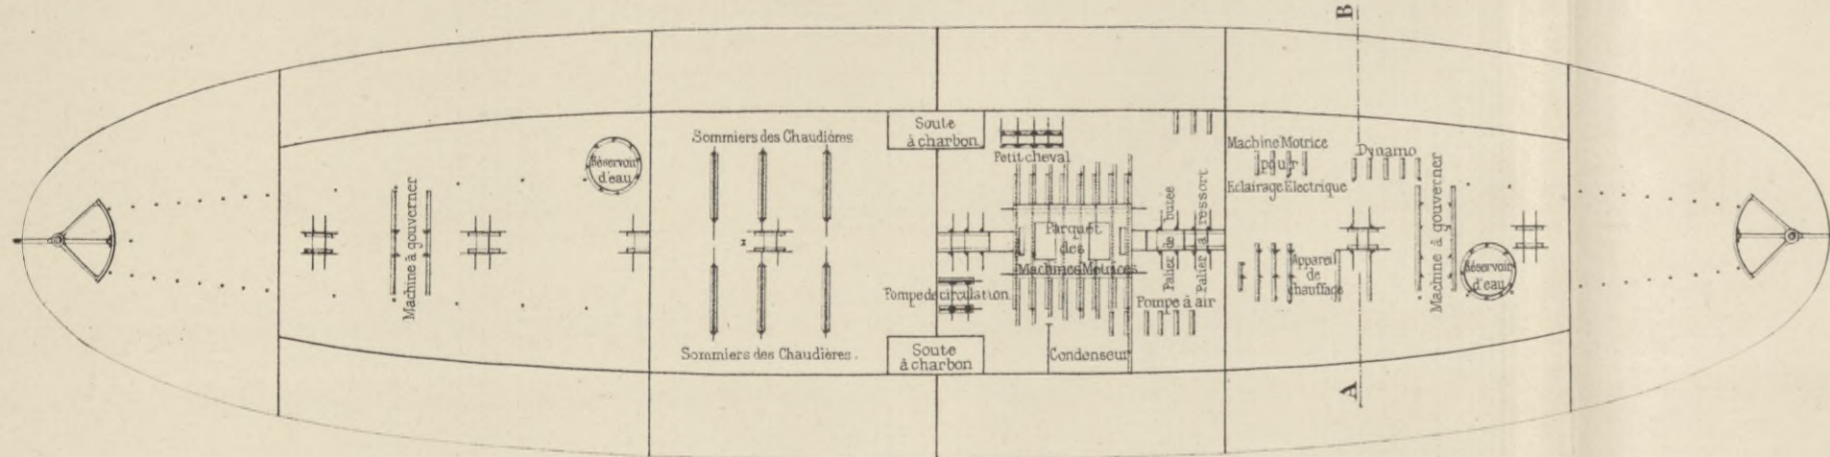 Machine à gouverner
Réservoir
d'eau
Sommiers des Chaudières
Sommiers des Chaudières.
Soute
à charbon
Soute
à charbon
Petit cheval
Parquet
des
Machines Motrices
Pompe de circulation
Condenseur
Palier de butée
Palier à ressort
Pompe à air
Machine Motrice
pour
Eclairage Electrique
Dynamo
Appareil
de
Chauffage
Machine à gouverner
Réservoir
d'eau
B
A